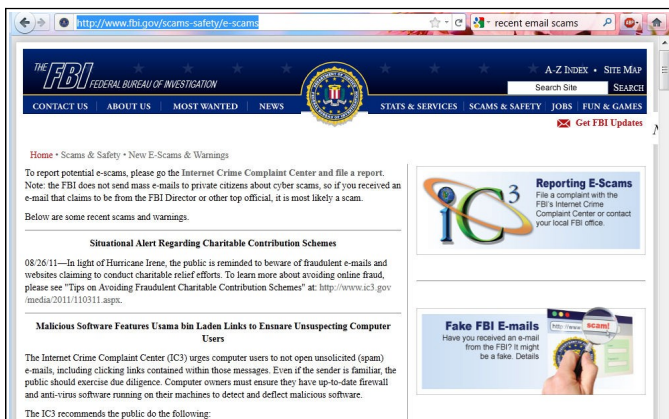 http://www.fbi.gov/scams-safety/e-scams
recent email scams
THE FBI FEDERAL BUREAU OF INVESTIGATION
A-Z INDEX • SITE MAP
Search Site SEARCH
CONTACT US | ABOUT US | MOST WANTED | NEWS STATS & SERVICES | SCAMS & SAFETY | JOBS | FUN & GAMES
Get FBI Updates
Home • Scams & Safety • New E-Scams & Warnings
To report potential e-scams, please go the Internet Crime Complaint Center and file a report.
Note: the FBI does not send mass e-mails to private citizens about cyber scams, so if you received an
e-mail that claims to be from the FBI Director or other top official, it is most likely a scam.
Below are some recent scams and warnings.
Situational Alert Regarding Charitable Contribution Schemes
08/26/11—In light of Hurricane Irene, the public is reminded to beware of fraudulent e-mails and
websites claiming to conduct charitable relief efforts. To learn more about avoiding online fraud,
please see "Tips on Avoiding Fraudulent Charitable Contribution Schemes" at: http://www.ic3.gov
/media/2011/110311.aspx.
Malicious Software Features Usama bin Laden Links to Ensnare Unsuspecting Computer
Users
The Internet Crime Complaint Center (IC3) urges computer users to not open unsolicited (spam)
e-mails, including clicking links contained within those messages. Even if the sender is familiar, the
public should exercise due diligence. Computer owners must ensure they have up-to-date firewall
and anti-virus software running on their machines to detect and deflect malicious software.
The IC3 recommends the public do the following:
iC3
Reporting E-Scams
File a complaint with the
FBI's Internet Crime
Complaint Center or contact
your local FBI office.
Fake FBI E-mails
Have you received an e-mail
from the FBI? It might
be a fake. Details
http://www scam!